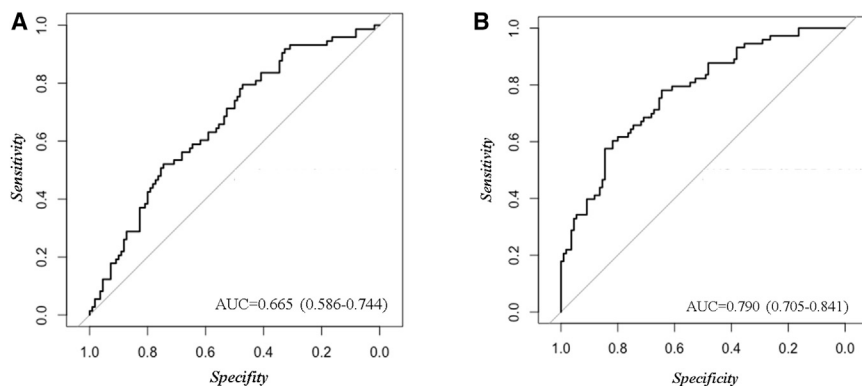 A
1.0
0.8
0.6
0.4
0.2
0.0
Sensitivity
AUC=0.665 (0.586-0.744)
1.0 0.8 0.6 0.4 0.2 0.0
Specifity
B
1.0
0.8
0.6
0.4
0.2
0.0
Sensitivity
AUC=0.790 (0.705-0.841)
1.0 0.8 0.6 0.4 0.2 0.0
Specificity